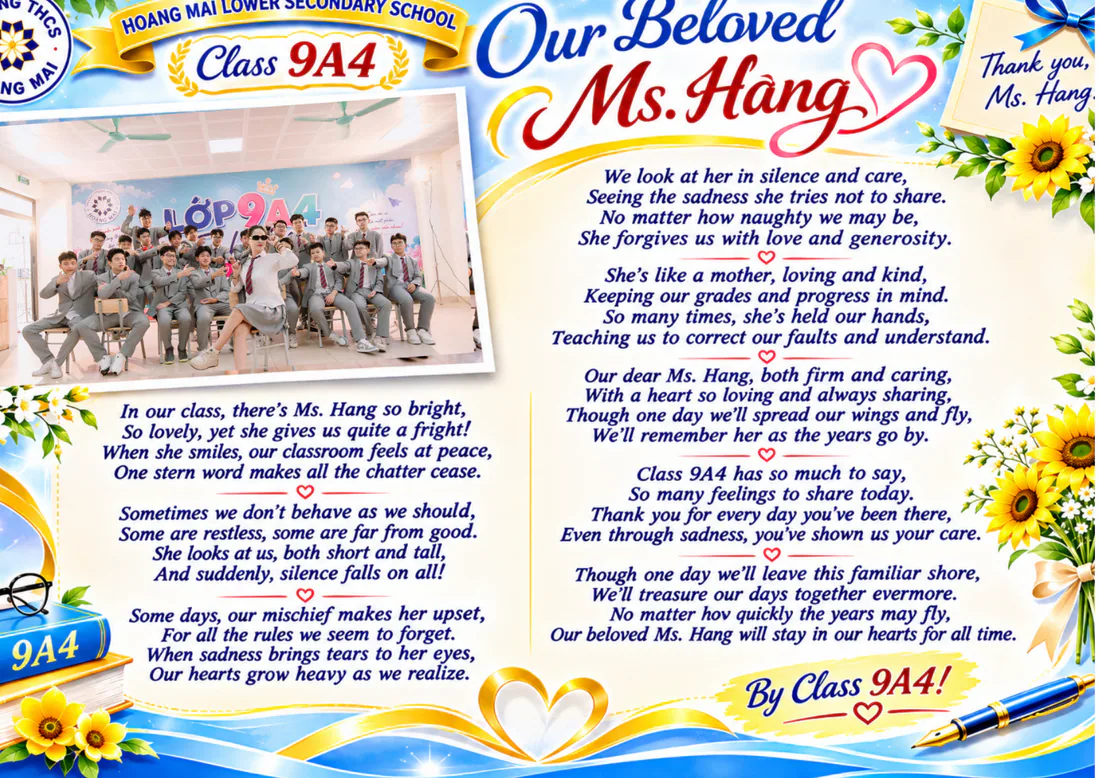 HOANG MAI LOWER SECONDARY SCHOOL
Class 9A4
Our Beloved
Ms. Hằng
Thank you,
Ms. Hang!
HOÀNG MAI
LỚP 9A4
In our class, there's Ms. Hang so bright,
So lovely, yet she gives us quite a fright!
When she smiles, our classroom feels at peace,
One stern word makes all the chatter cease.
Sometimes we don't behave as we should,
Some are restless, some are far from good.
She looks at us, both short and tall,
And suddenly, silence falls on all!
Some days, our mischief makes her upset,
For all the rules we seem to forget.
When sadness brings tears to her eyes,
Our hearts grow heavy as we realize.
We look at her in silence and care,
Seeing the sadness she tries not to share.
No matter how naughty we may be,
She forgives us with love and generosity.
She's like a mother, loving and kind,
Keeping our grades and progress in mind.
So many times, she's held our hands,
Teaching us to correct our faults and understand.
Our dear Ms. Hang, both firm and caring,
With a heart so loving and always sharing,
Though one day we'll spread our wings and fly,
We'll remember her as the years go by.
Class 9A4 has so much to say,
So many feelings to share today.
Thank you for every day you've been there,
Even through sadness, you've shown us your care.
Though one day we'll leave this familiar shore,
We'll treasure our days together evermore.
No matter hov quickly the years may fly,
Our beloved Ms. Hang will stay in our hearts for all time.
9A4
By Class 9A4!